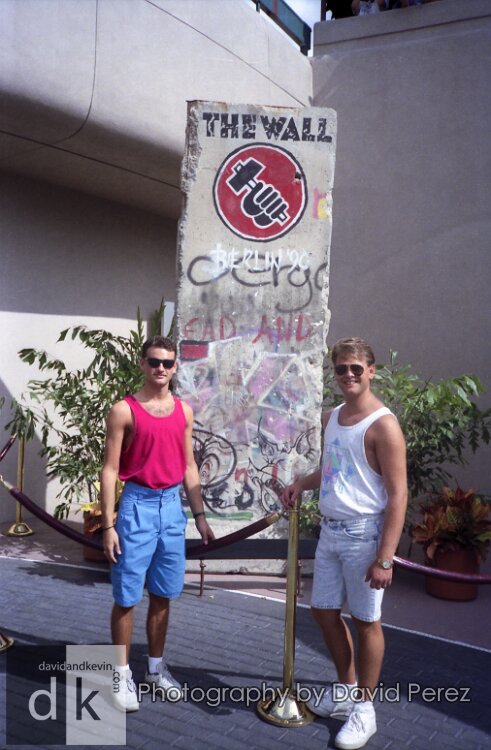 THE WALL
BERLIN '90
davidandkevin.com
dk
Photography by David Perez